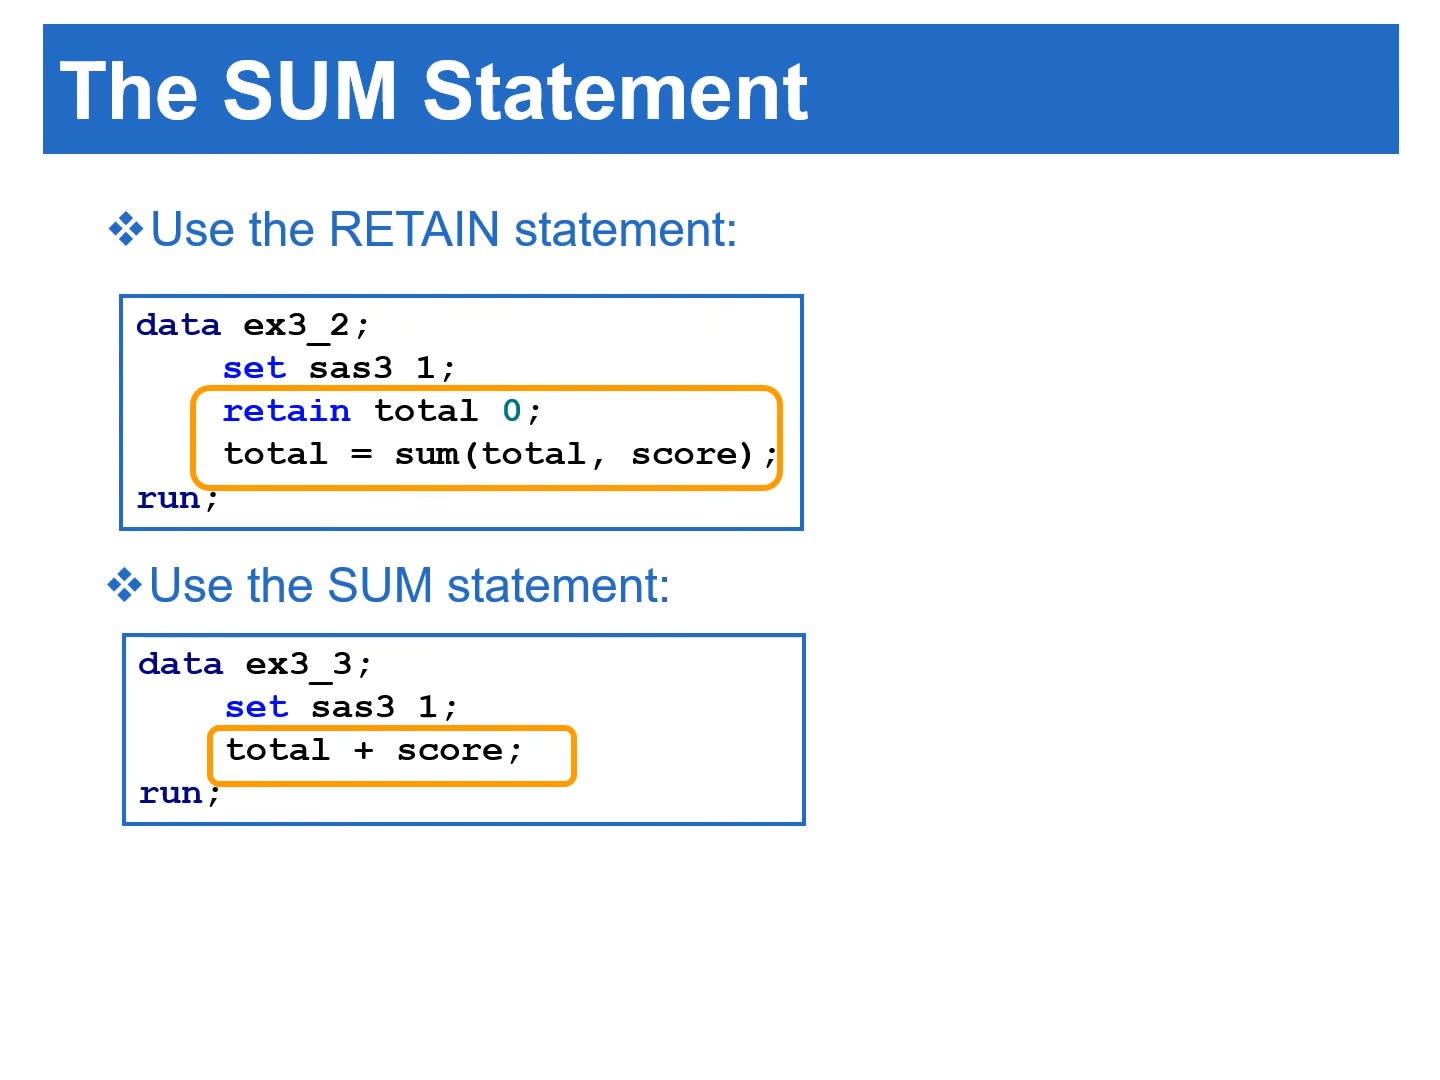 The SUM Statement
❖Use the RETAIN statement:
data ex3_2;
set sas3 1;
retain total 0;
total = sum(total, score);
run;
❖Use the SUM statement:
data ex3_3;
set sas3 1;
total + score;
run;